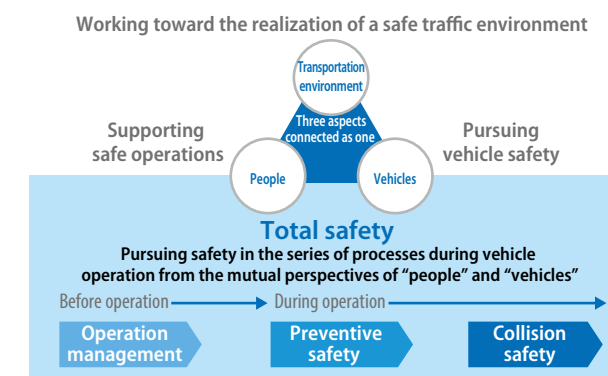 Working toward the realization of a safe traffic environment
Transportation
environment
Three aspects
connected as one
Supporting
safe operations
Pursuing
vehicle safety
People
Vehicles
Total safety
Pursuing safety in the series of processes during vehicle
operation from the mutual perspectives of “people” and “vehicles”
Before operation
During operation
Operation
management
Preventive
safety
Collision
safety